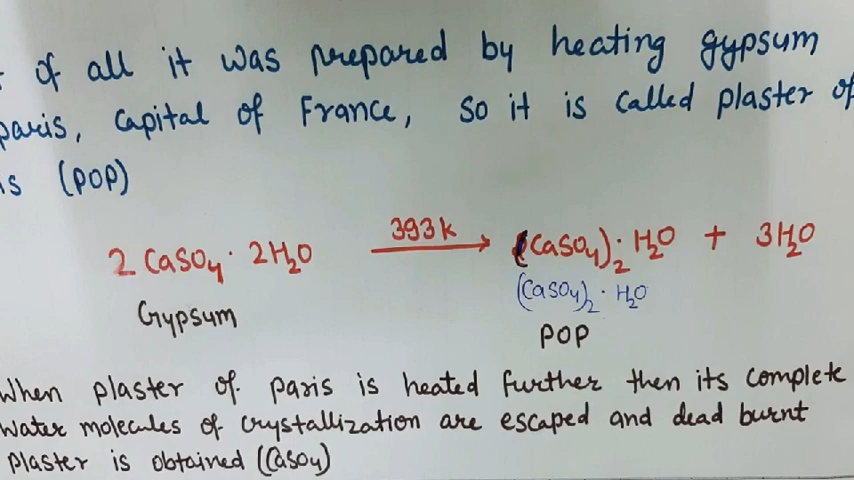 of all it was prepared by heating gypsum
paris, Capital of France, so it is called plaster of
is (POP)
2 CaSO₄·2H₂O 393k (CaSO₄)₂·H₂O + 3H₂O
(CaSO₄)₂·H₂O
Gypsum POP
When plaster of paris is heated further then its complete
water molecules of crystallization are escaped and dead burnt
plaster is obtained (CaSO₄)